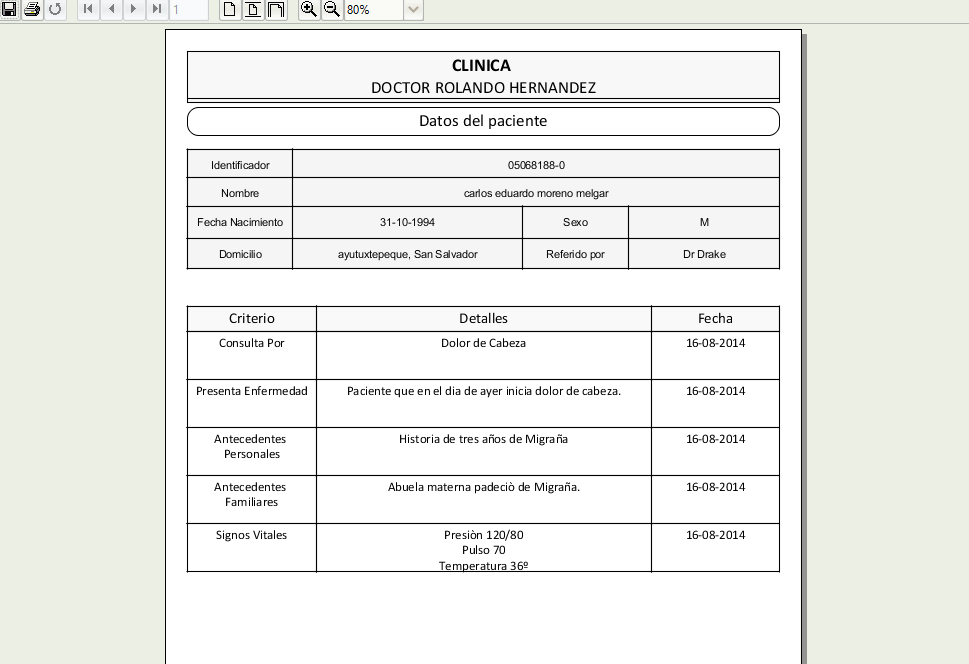 1
80%
CLINICA
DOCTOR ROLANDO HERNANDEZ
Datos del paciente
Identificador 05068188-0
Nombre carlos eduardo moreno melgar
Fecha Nacimiento 31-10-1994 Sexo M
Domicilio ayutuxtepeque, San Salvador Referido por Dr Drake
Criterio Detalles Fecha
Consulta Por Dolor de Cabeza 16-08-2014
Presenta Enfermedad Paciente que en el dia de ayer inicia dolor de cabeza. 16-08-2014
Antecedentes Historia de tres años de Migraña 16-08-2014
Personales
Antecedentes Abuela materna padeciò de Migraña. 16-08-2014
Familiares
Signos Vitales Presiòn 120/80 16-08-2014
Pulso 70
Temperatura 36º